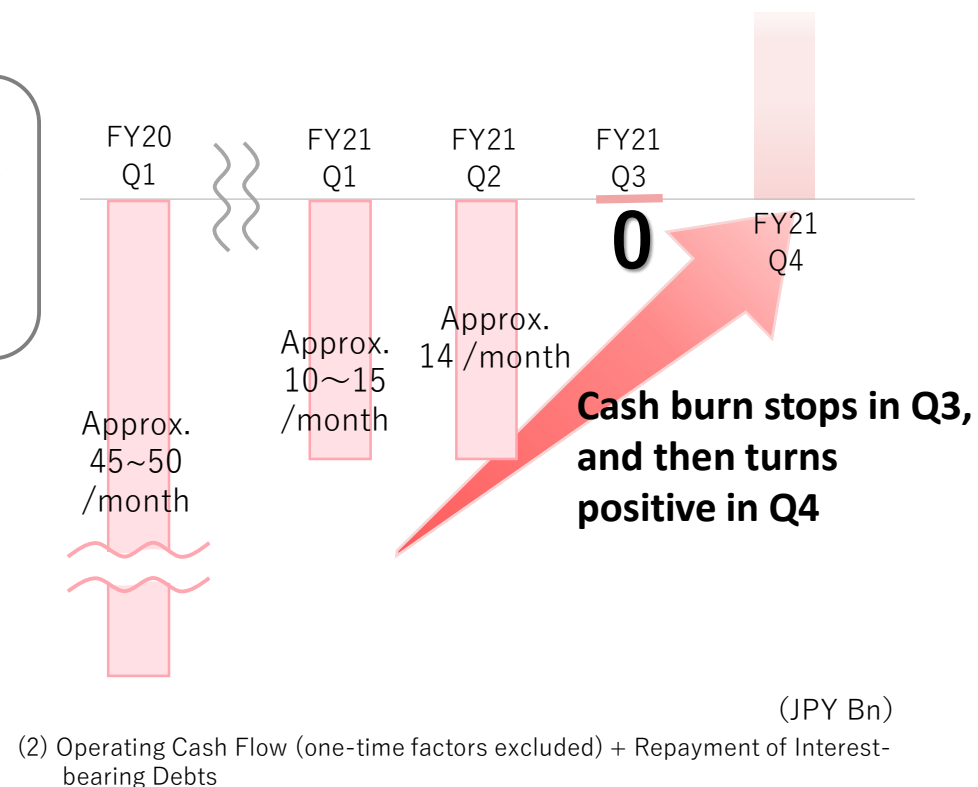 FY20
Q1
FY21
Q1
FY21
Q2
FY21
Q3
0
FY21
Q4
Approx.
45~50
/month
Approx.
10～15
/month
Approx.
14 /month
Cash burn stops in Q3,
and then turns
positive in Q4
(JPY Bn)
(2) Operating Cash Flow (one-time factors excluded) + Repayment of Interest-
bearing Debts